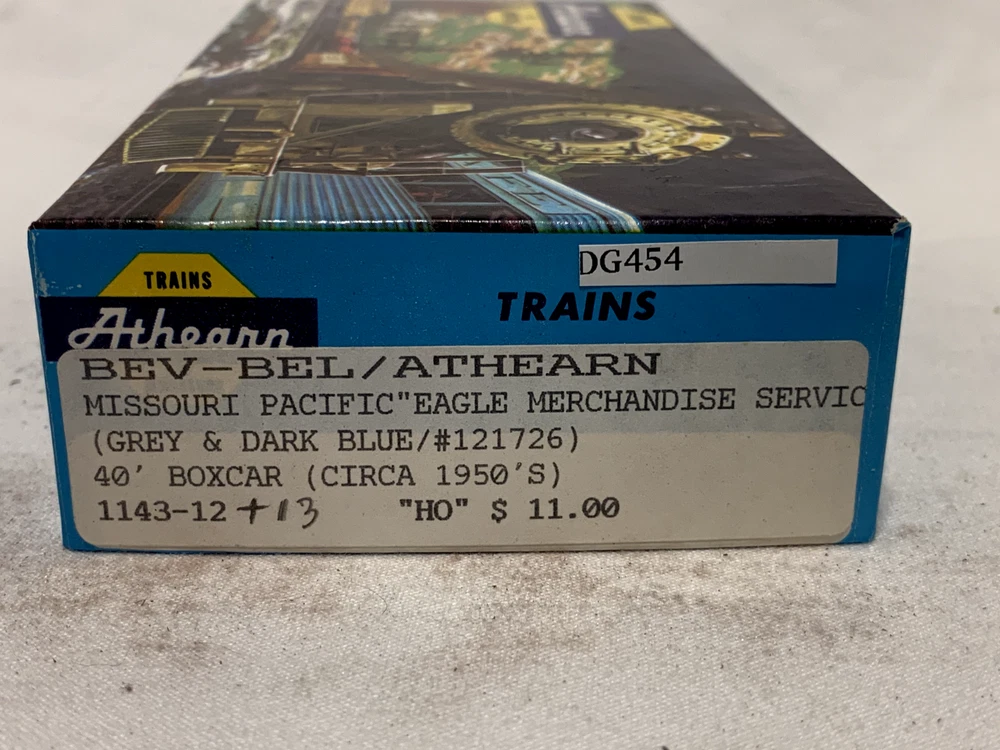 DG454
TRAINS
TRAINS
Athearn
BEV-BEL/ATHEARN
MISSOURI PACIFIC"EAGLE MERCHANDISE SERVIC
(GREY & DARK BLUE/#121726)
40' BOXCAR (CIRCA 1950'S)
1143-12+13 "HO" $ 11.00